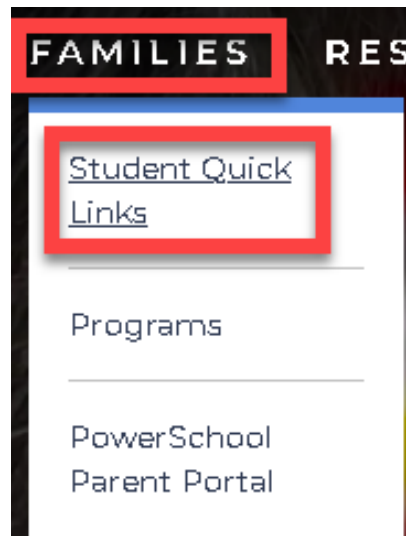 FAMILIES RES
Student Quick
Links
Programs
PowerSchool
Parent Portal